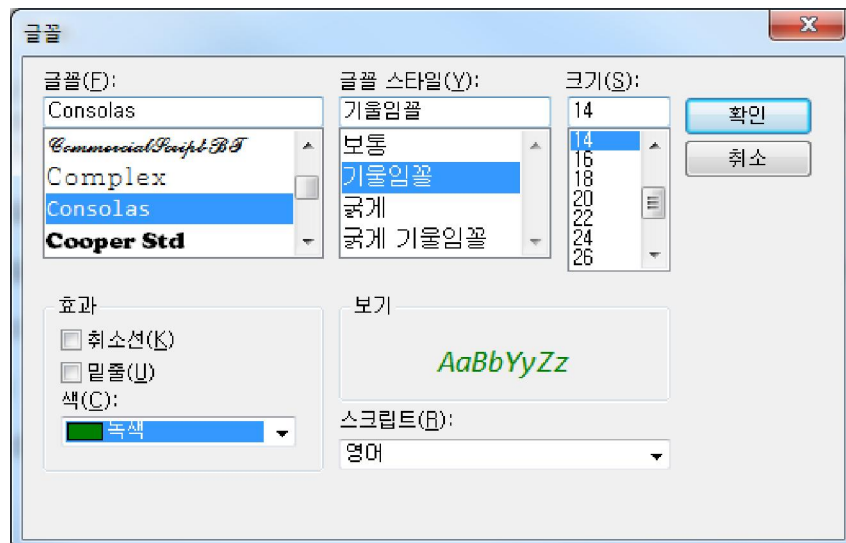 글꼴
글꼴(F): 글꼴 스타일(Y): 크기(S):
Consolas 기울임꼴 14 확인
CommercialScript BT 보통 14 취소
Complex 기울임꼴 16
Consolas 굵게 18
Cooper Std 굵게 기울임꼴 20
22
24
26
효과 보기
취소선(K)
밑줄(U) AaBbYyZz
색(C):
녹색 스크립트(R):
영어